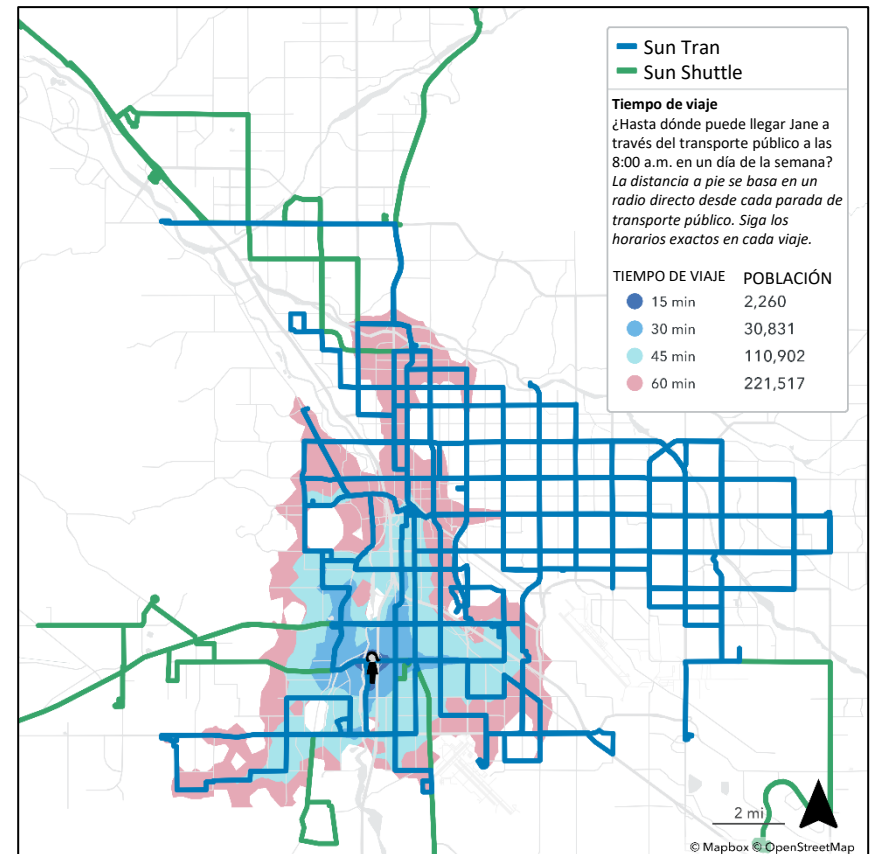 Sun Tran
Sun Shuttle
Tiempo de viaje
¿Hasta dónde puede llegar Jane a
través del transporte público a las
8:00 a.m. en un día de la semana?
La distancia a pie se basa en un
radio directo desde cada parada de
transporte público. Siga los
horarios exactos en cada viaje.
TIEMPO DE VIAJE POBLACIÓN
15 min 2,260
30 min 30,831
45 min 110,902
60 min 221,517
2 mi
© Mapbox © OpenStreetMap